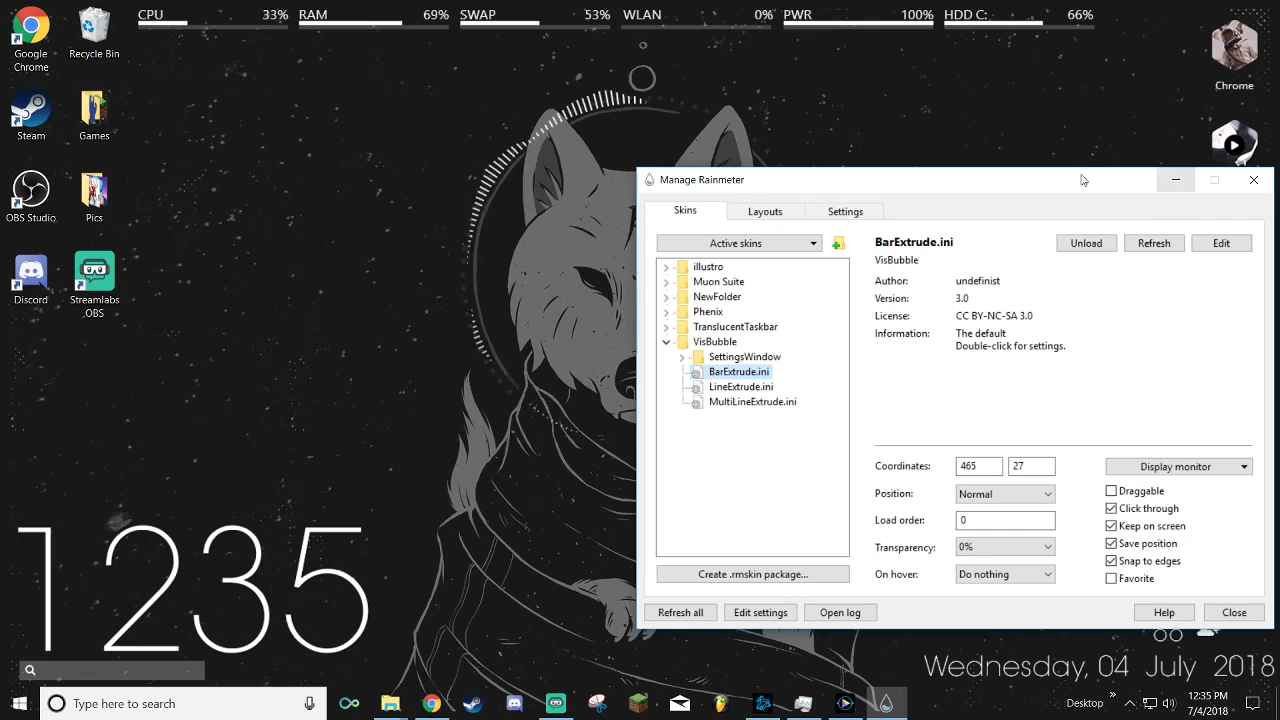 CPU 33% RAM 69% SWAP 53% WLAN 0% PWR 100% HDD C: 66%
Google Chrome
Recycle Bin
Steam
Games
OBS Studio
Pics
Discord
Streamlabs OBS
Chrome
Manage Rainmeter
Skins Layouts Settings
Active skins
illustro
Muon Suite
NewFolder
Phenix
TranslucentTaskbar
VisBubble
SettingsWindow
BarExtrude.ini
LineExtrude.ini
MultiLineExtrude.ini
Create .rmskin package...
BarExtrude.ini Unload Refresh Edit
VisBubble
Author: undefinist
Version: 3.0
License: CC BY-NC-SA 3.0
Information: The default
Double-click for settings.
Coordinates: 465 27 Display monitor
Position: Normal
Load order: 0
Transparency: 0%
On hover: Do nothing
Draggable
Click through
Keep on screen
Save position
Snap to edges
Favorite
Refresh all Edit settings Open log Help Close
1235
Wednesday, 04 July 2018
Type here to search
Desktop
12:35 PM
7/4/2018